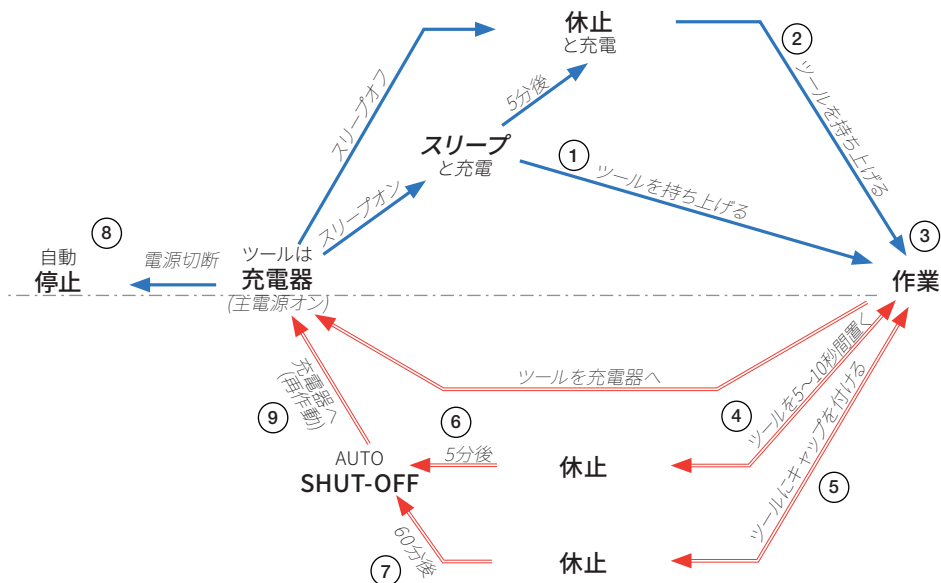 休止
と充電
②
ツールを持ち上げる
スリープオフ
5分後
スリープ
と充電
①
ツールを持ち上げる
スリープオン
③
⑧
自動
停止
電源切断
ツールは
充電器
(主電源オン)
作業
ツールを5〜10秒間置く
ツールを充電器へ
充電器へ
(再作動)
④
⑨
⑥
ツールにキャップを付ける
AUTO
SHUT-OFF
5分後
休止
⑤
60分後
⑦
休止